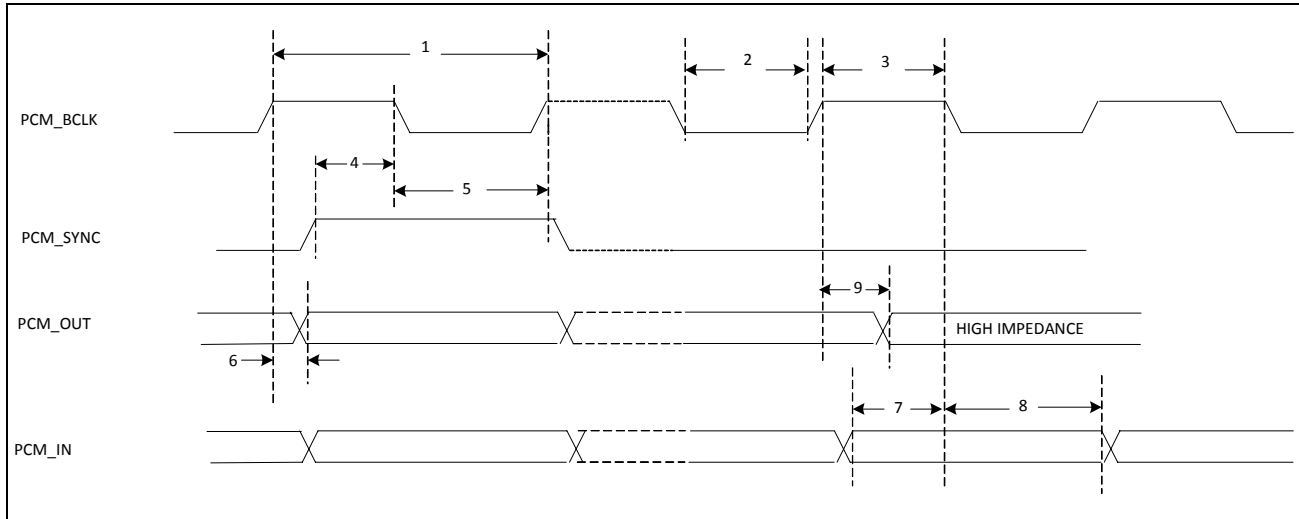 1
2
3
PCM_BCLK
4
5
PCM_SYNC
9
PCM_OUT
HIGH IMPEDANCE
6
7
8
PCM_IN